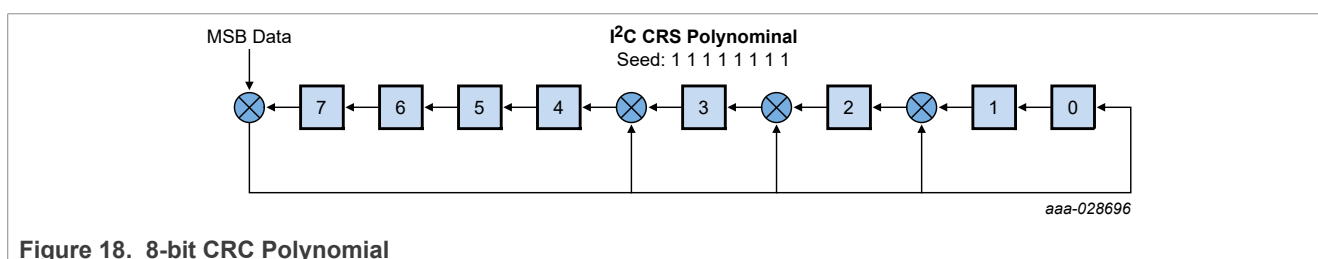 MSB Data
I2C CRS Polynominal
Seed: 1 1 1 1 1 1 1 1
7 6 5 4 3 2 1 0
aaa-028696
Figure 18. 8-bit CRC Polynomial